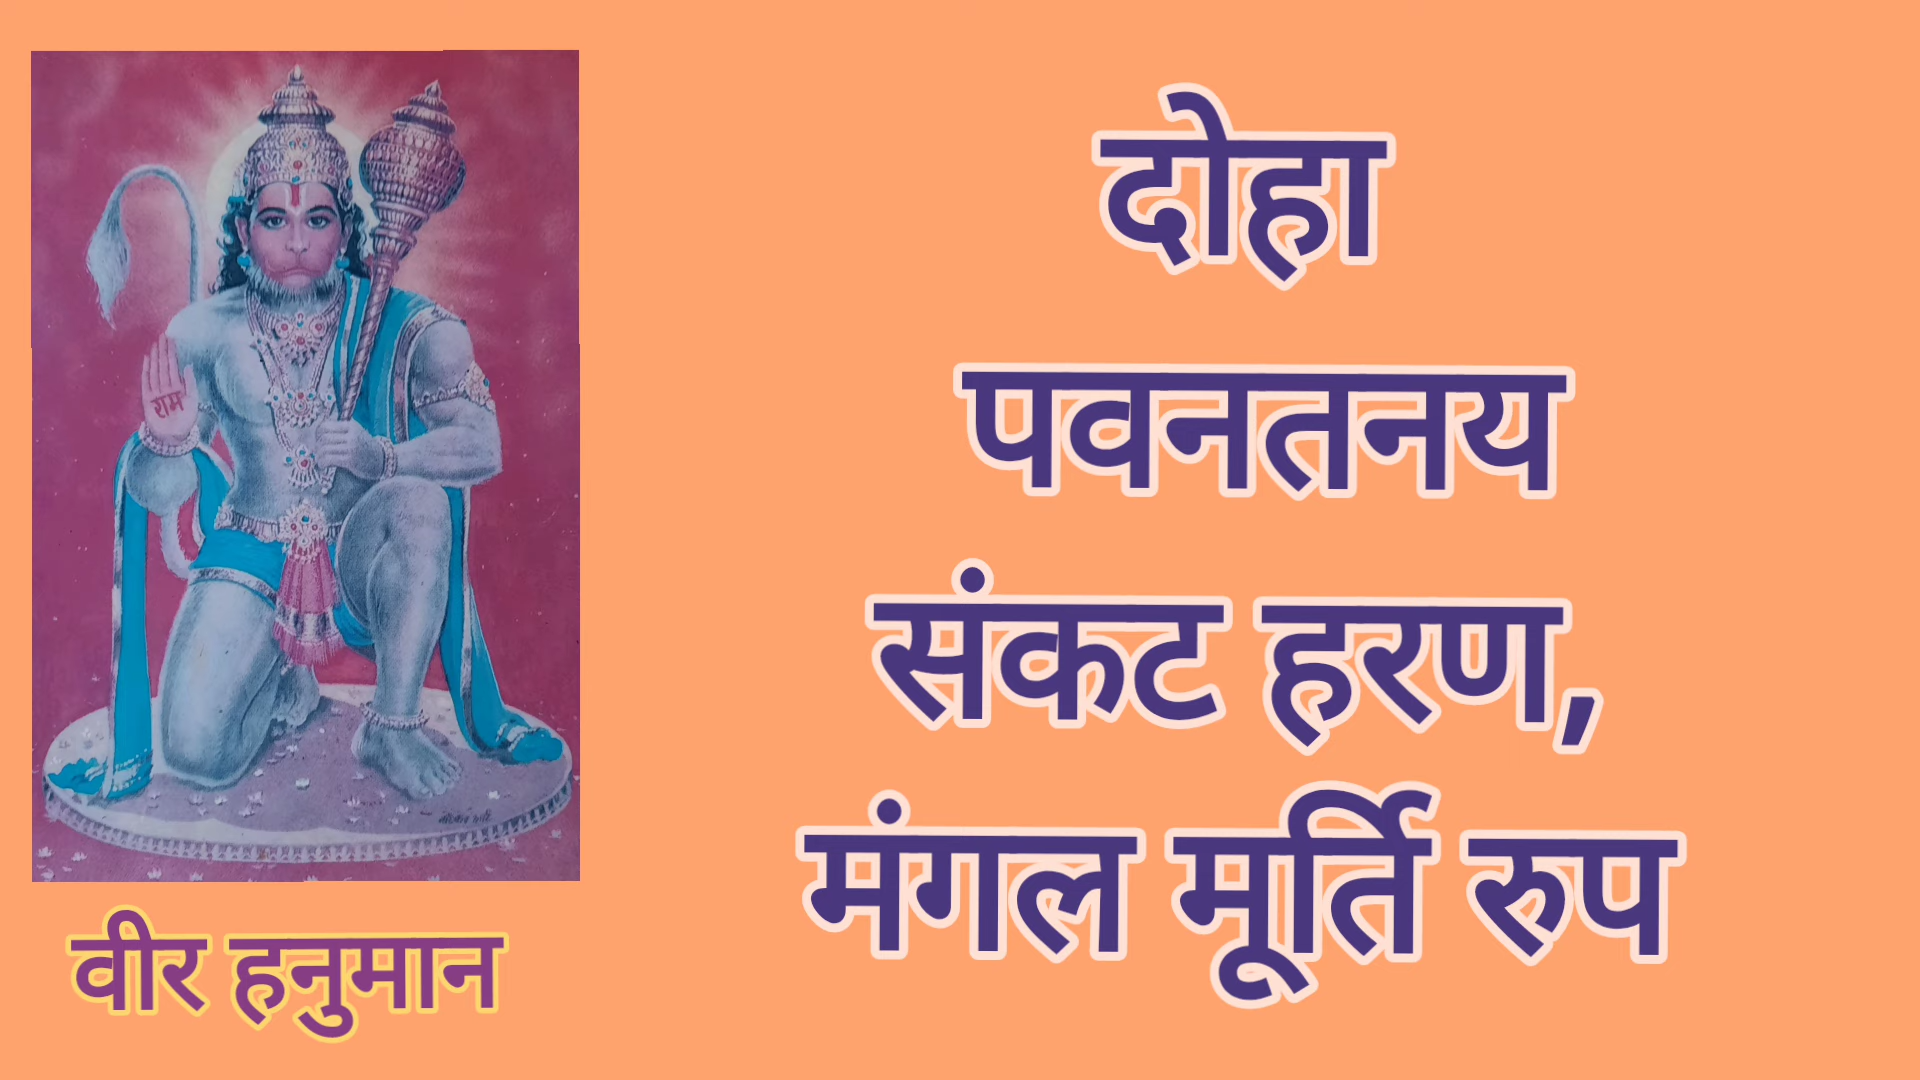 दोहा
पवनतनय
संकट हरण,
मंगल मूर्ति रुप
राम
वीर हनुमान